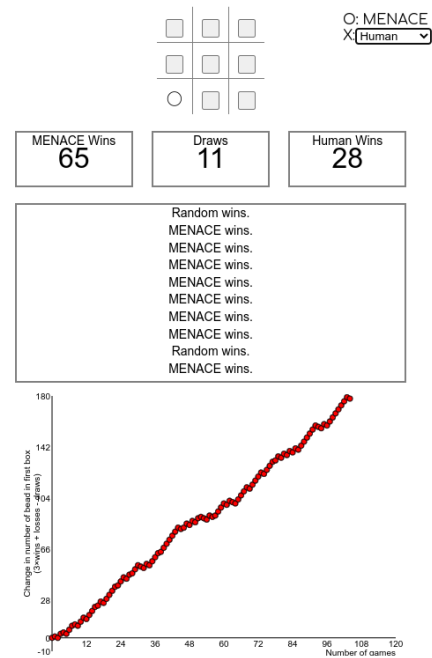 O: MENACE
X: Human
MENACE Wins
65
Draws
11
Human Wins
28
Random wins.
MENACE wins.
MENACE wins.
MENACE wins.
MENACE wins.
MENACE wins.
MENACE wins.
MENACE wins.
Random wins.
MENACE wins.
Change in number of bead in first box
(3×wins + losses - draws)
180
142
104
66
28
0
-10
12 24 36 48 60 72 84 96 108 120
Number of games